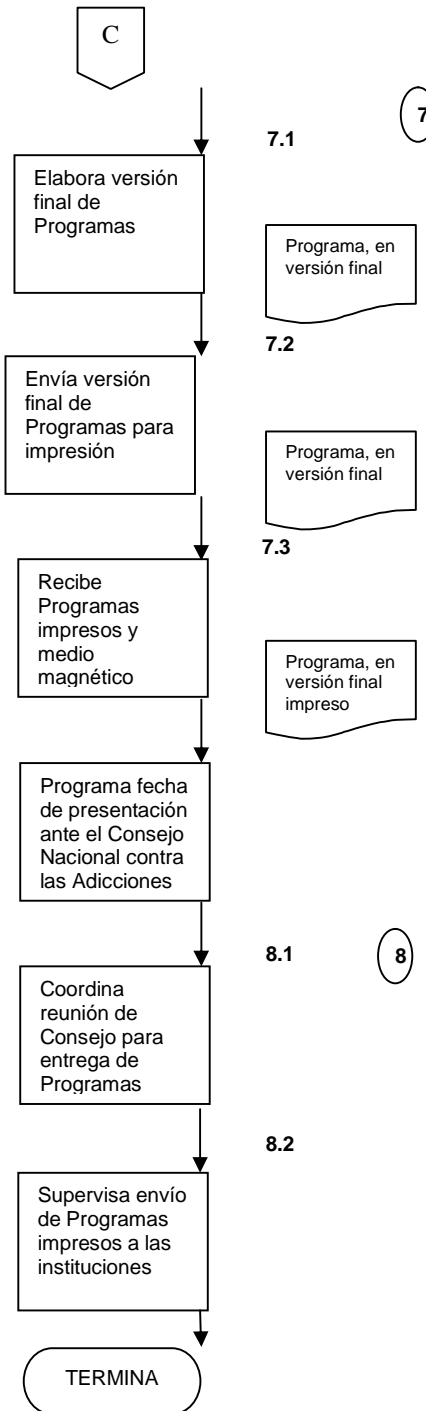 C
7
7.1
Elabora versión
final de
Programas
Programa, en
versión final
7.2
Envía versión
final de
Programas para
impresión
Programa, en
versión final
7.3
Recibe
Programas
impresos y
medio
magnético
Programa, en
versión final
impreso
Programa fecha
de presentación
ante el Consejo
Nacional contra
las Adicciones
8.1
8
Coordina
reunión de
Consejo para
entrega de
Programas
8.2
Supervisa envío
de Programas
impresos a las
instituciones
TERMINA